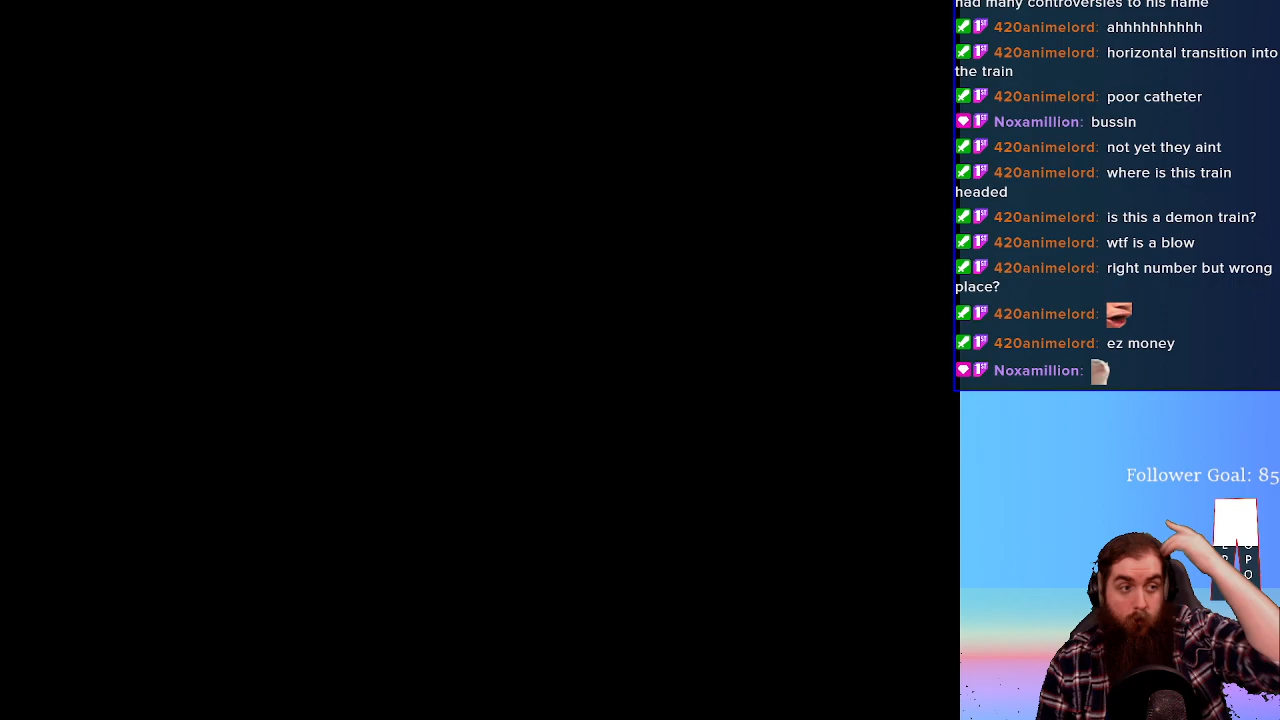 had many controversies to his name
420animelord: ahhhhhhhhhh
420animelord: horizontal transition into
the train
420animelord: poor catheter
Noxamillion: bussin
420animelord: not yet they aint
420animelord: where is this train
headed
420animelord: is this a demon train?
420animelord: wtf is a blow
420animelord: right number but wrong
place?
420animelord:
420animelord: ez money
Noxamillion:
Follower Goal: 85